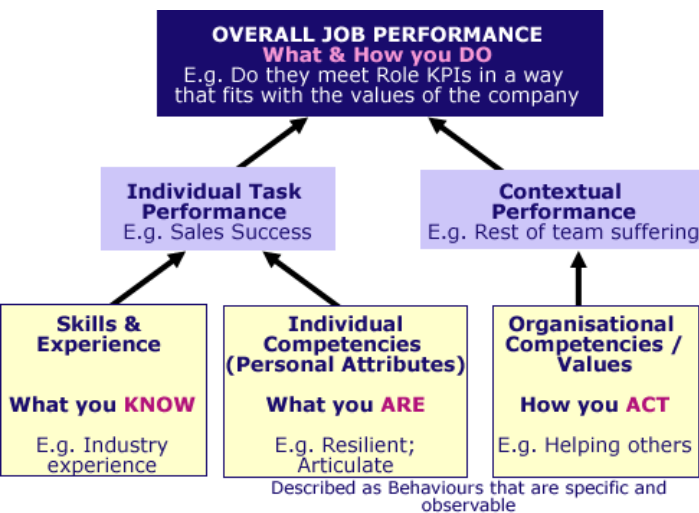 OVERALL JOB PERFORMANCE
What & How you DO
E.g. Do they meet Role KPIs in a way
that fits with the values of the company
Individual Task
Performance
E.g. Sales Success
Contextual
Performance
E.g. Rest of team suffering
Skills &
Experience
What you KNOW
E.g. Industry
experience
Individual
Competencies
(Personal Attributes)
What you ARE
E.g. Resilient;
Articulate
Organisational
Competencies /
Values
How you ACT
E.g. Helping others
Described as Behaviours that are specific and
observable